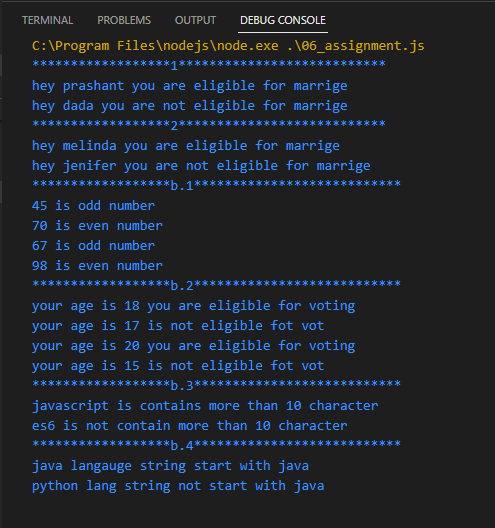 TERMINAL PROBLEMS OUTPUT DEBUG CONSOLE
C:\Program Files\nodejs\node.exe .\06_assignment.js
******************1***************************
hey prashant you are eligible for marrige
hey dada you are not eligible for marrige
******************2***************************
hey melinda you are eligible for marrige
hey jenifer you are not eligible for marrige
******************b.1***************************
45 is odd number
70 is even number
67 is odd number
98 is even number
******************b.2***************************
your age is 18 you are eligible for voting
your age is 17 is not eligible fot vot
your age is 20 you are eligible for voting
your age is 15 is not eligible fot vot
******************b.3***************************
javascript is contains more than 10 character
es6 is not contain more than 10 character
******************b.4***************************
java langauge string start with java
python lang string not start with java